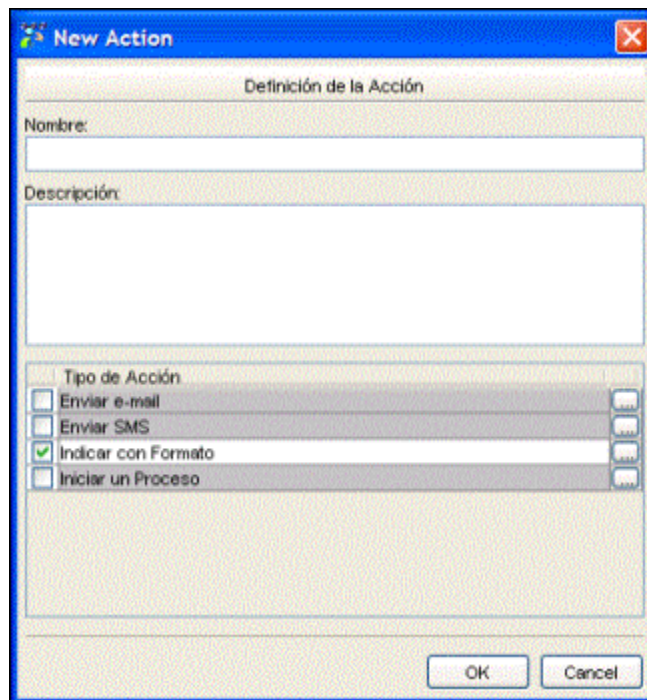 New Action
Definición de la Acción
Nombre:
Descripción:
Tipo de Acción
Enviar e-mail
...
Enviar SMS
...
Indicar con Formato
...
Iniciar un Proceso
...
OK
Cancel